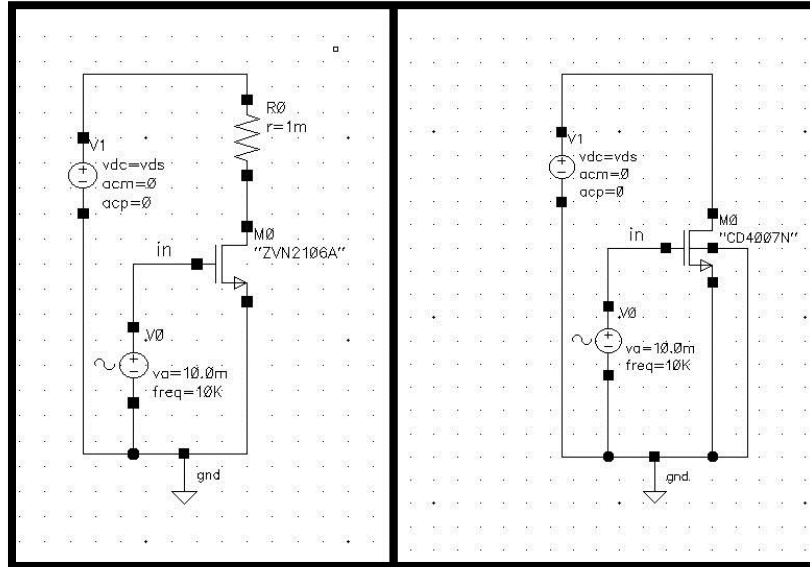 R0
r=1m
V1
vdc=vds
acm=0
acp=0
M0
"ZVN2106A"
in
V0
va=10.0m
freq=10K
gnd
V1
vdc=vds
acm=0
acp=0
M0
"CD4007N"
in
V0
va=10.0m
freq=10K
gnd